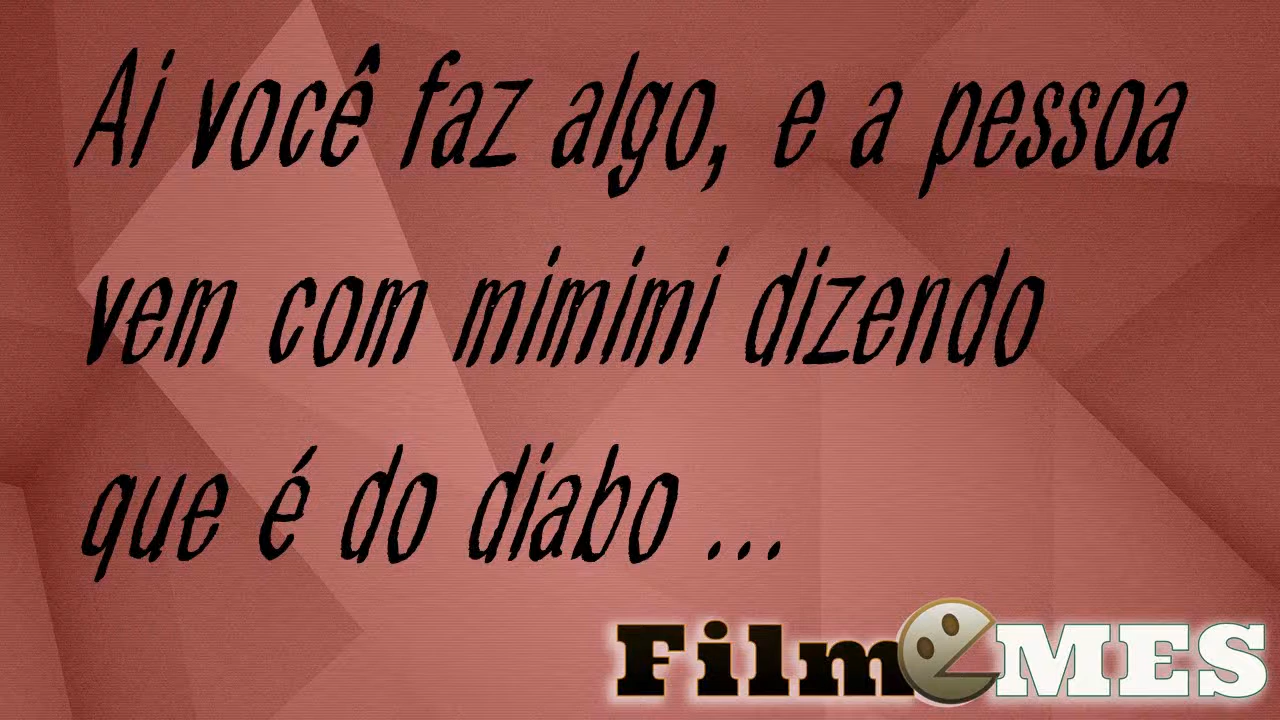 Ai você faz algo, e a pessoa
vem com mimimi dizendo
que é do diabo ...
FilmeMES